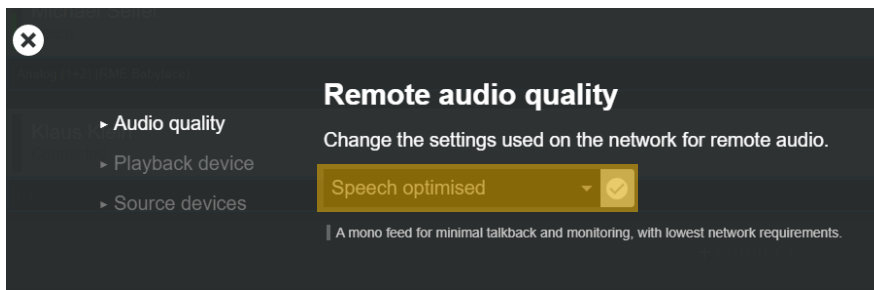 Remote audio quality
Change the settings used on the network for remote audio.
▸ Audio quality
▸ Playback device
▸ Source devices
Speech optimised
A mono feed for minimal talkback and monitoring, with lowest network requirements.
Klaus